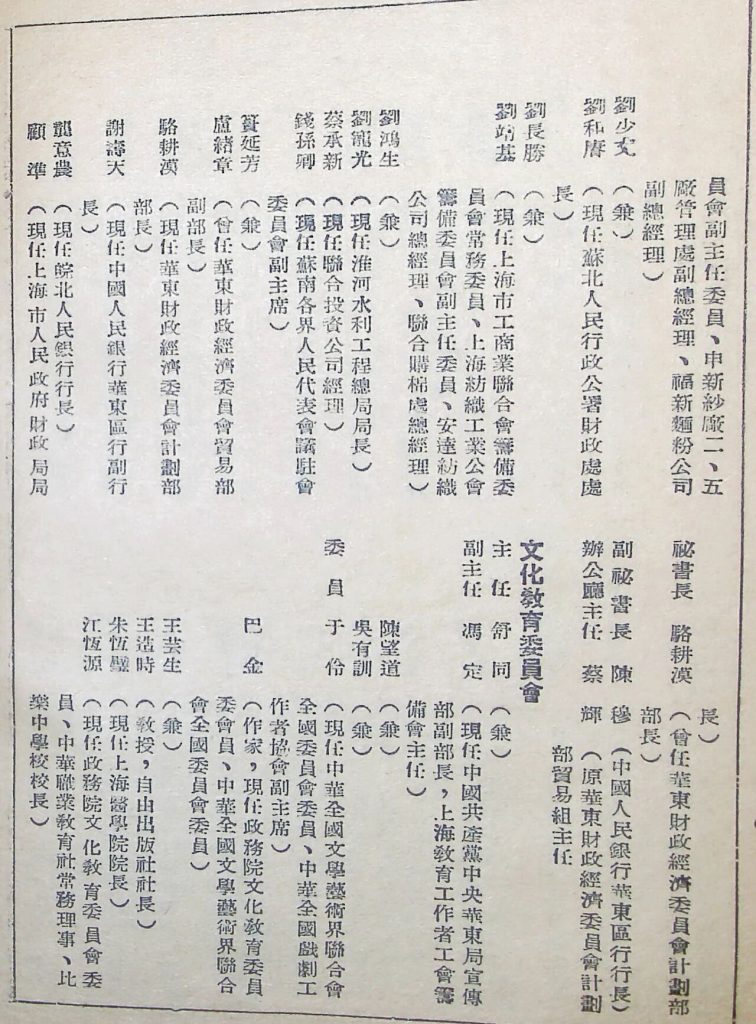 員會副主任委員、申新紗廠二、五
廠管理處副總經理、福新麵粉公司
副總經理）
劉少文 （兼）
劉和賡 （現任蘇北人民行政公署財政處處
長）
劉長勝 （兼）
劉靖基 （現任上海市工商業聯合會籌備委
員會常務委員、上海紡織工業公會
籌備委員會副主任委員、安達紡織
公司總經理、聯合購棉處總經理）
劉鴻生 （兼）
劉寵光 （現任淮河水利工程總局局長）
蔡承新 （現任聯合投資公司經理）
錢孫卿 （現任蘇南各界人民代表會議駐會
委員會副主席）
簣延芳 （兼）
盧緒章 （曾任華東財政經濟委員會貿易部
副部長）
駱耕漠 （現任華東財政經濟委員會計劃部
部長）
謝壽天 （現任中國人民銀行華東區行副行
長）
龔意農 （現任皖北人民銀行行長）
顧準 （現任上海市人民政府財政局局
長）
祕書長 駱耕漠 （曾任華東財政經濟委員會計劃部
部長）
副祕書長 陳穆 （中國人民銀行華東區行行長）
辦公廳主任 蔡輝 （原華東財政經濟委員會計劃
部貿易組主任
文化教育委員會
主任 舒同 （兼）
副主任 馮定 （現任中國共產黨中央華東局宣傳
部副部長，上海教育工作者工會籌
備會主任）
陳望道 （兼）
吳有訓 （兼）
委員 于伶 （現任中華全國文學藝術界聯合會
全國委員會委員、中華全國戲劇工
作者協會副主席）
巴金 （作家，現任政務院文化教育委員
委會員、中華全國文學藝術界聯合
會全國委員會委員）
王芸生 （兼）
王造時 （教授，自由出版社社長）
朱恆璧 （現任上海醫學院院長）
江恆源 （現任政務院文化教育委員會委
員、中華職業教育社常務理事、比
樂中學校校長）